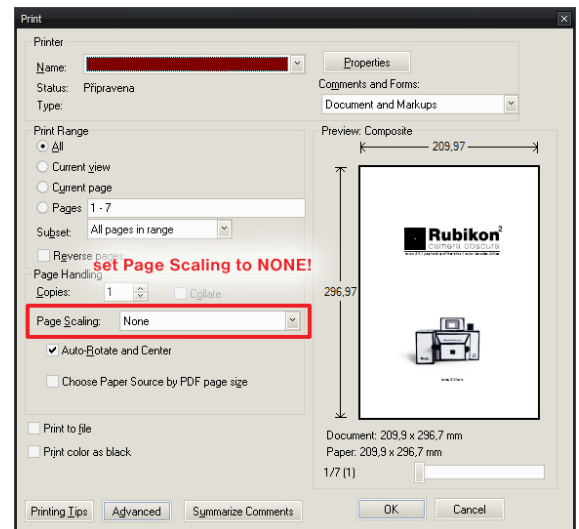 Print
Printer
Name:
Properties
Status: Připravena
Comments and Forms:
Type:
Document and Markups
Print Range
All
Current view
Current page
Pages 1 - 7
Subset: All pages in range
Reverse pages
set Page Scaling to NONE!
Page Handling
Copies: 1 Collate
Page Scaling: None
Auto-Rotate and Center
Choose Paper Source by PDF page size
Print to file
Print color as black
Preview: Composite
209,97
296,97
Rubikon2
camera obscura
Document: 209,9 x 296,7 mm
Paper: 209,9 x 296,7 mm
1/7 (1)
Printing Tips Advanced Summarize Comments OK Cancel